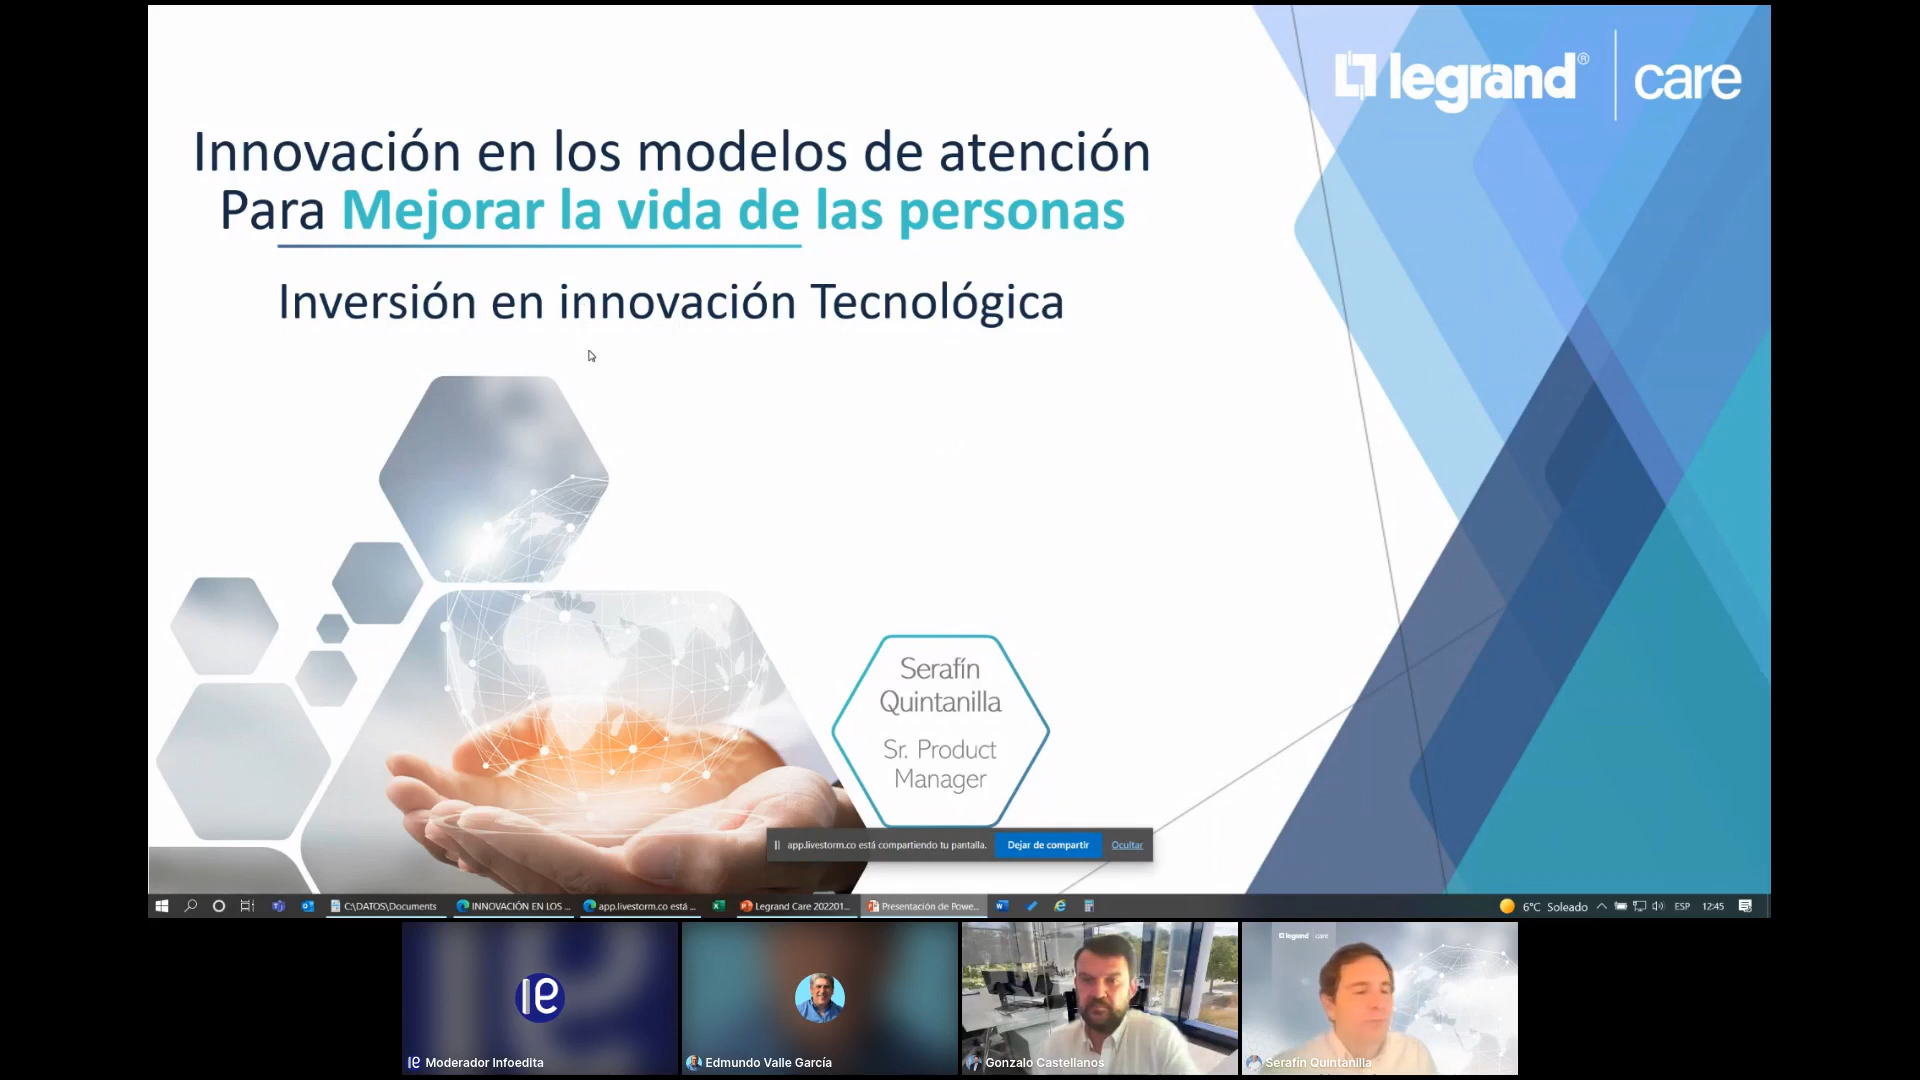 legrand® | care
Innovación en los modelos de atención
Para Mejorar la vida de las personas
Inversión en innovación Tecnológica
Serafín
Quintanilla
Sr. Product
Manager
app.livestorm.co está compartiendo tu pantalla. Dejar de compartir Ocultar
C:\DATOS\Documents INNOVACIÓN EN LOS ... app.livestorm.co está ... Legrand Care 202201... Presentación de Powe... 6°C Soleado ESP 12:45
legrand care
Moderador Infoedita
Edmundo Valle García
Gonzalo Castellanos
Serafín Quintanilla